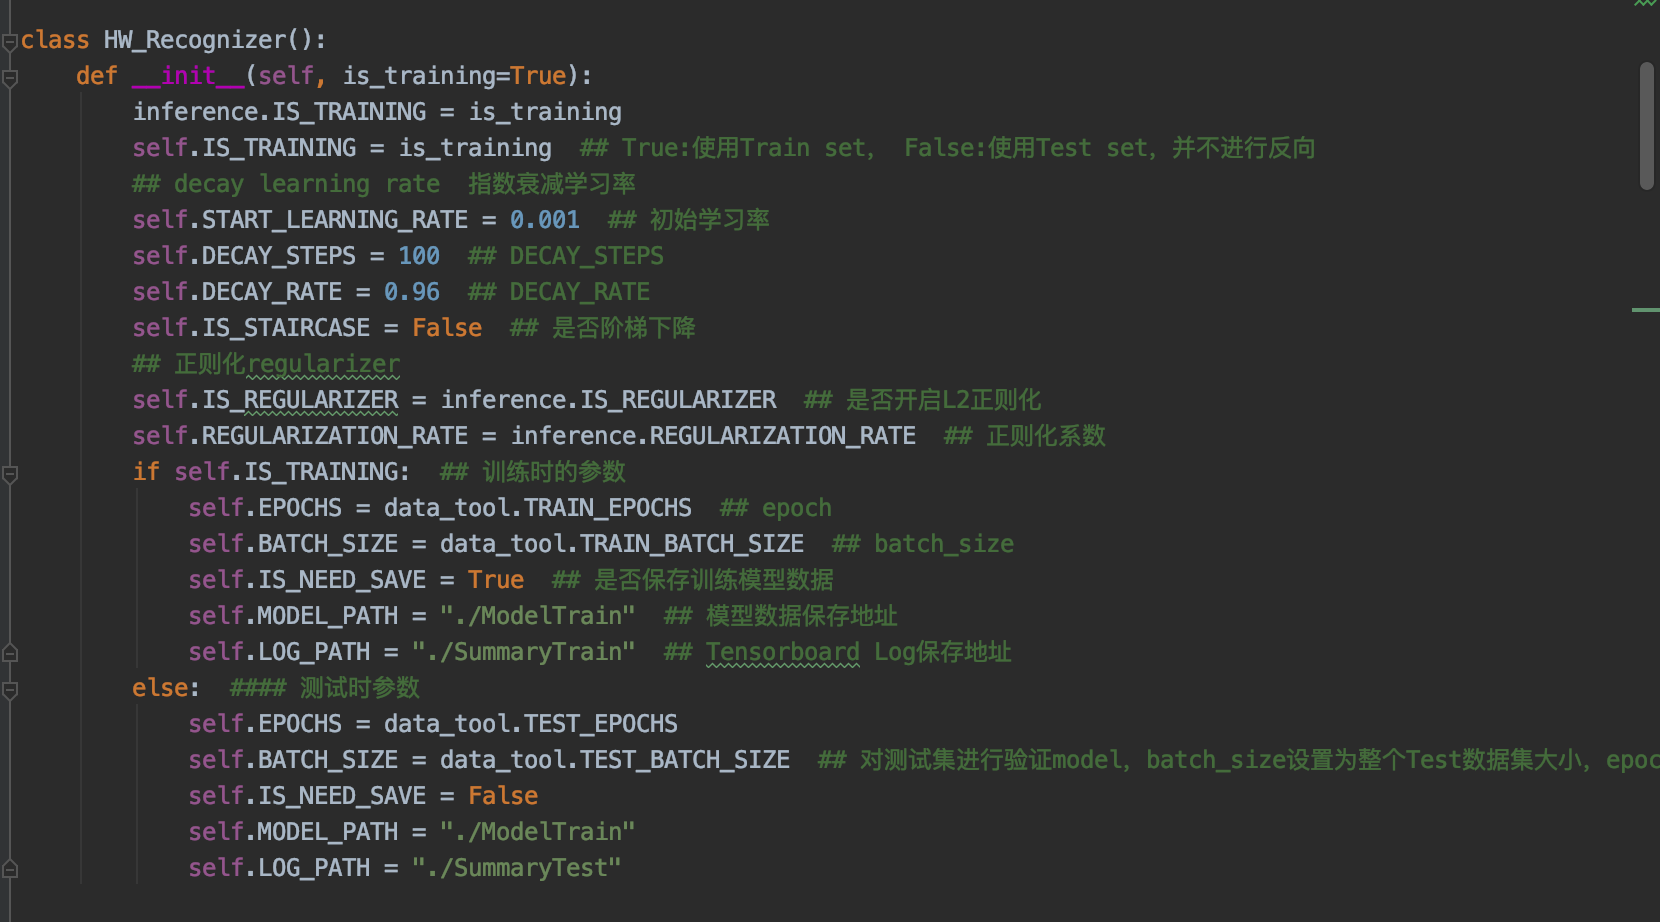 class HW_Recognizer():
def __init__(self, is_training=True):
inference.IS_TRAINING = is_training
self.IS_TRAINING = is_training  ## True:使用Train set， False:使用Test set，并不进行反向
## decay learning rate  指数衰减学习率
self.START_LEARNING_RATE = 0.001  ## 初始学习率
self.DECAY_STEPS = 100  ## DECAY_STEPS
self.DECAY_RATE = 0.96  ## DECAY_RATE
self.IS_STAIRCASE = False  ## 是否阶梯下降
## 正则化regularizer
self.IS_REGULARIZER = inference.IS_REGULARIZER  ## 是否开启L2正则化
self.REGULARIZATION_RATE = inference.REGULARIZATION_RATE  ## 正则化系数
if self.IS_TRAINING:  ## 训练时的参数
self.EPOCHS = data_tool.TRAIN_EPOCHS  ## epoch
self.BATCH_SIZE = data_tool.TRAIN_BATCH_SIZE  ## batch_size
self.IS_NEED_SAVE = True  ## 是否保存训练模型数据
self.MODEL_PATH = "./ModelTrain"  ## 模型数据保存地址
self.LOG_PATH = "./SummaryTrain"  ## Tensorboard Log保存地址
else:  #### 测试时参数
self.EPOCHS = data_tool.TEST_EPOCHS
self.BATCH_SIZE = data_tool.TEST_BATCH_SIZE  ## 对测试集进行验证model，batch_size设置为整个Test数据集大小，epoc
self.IS_NEED_SAVE = False
self.MODEL_PATH = "./ModelTrain"
self.LOG_PATH = "./SummaryTest"